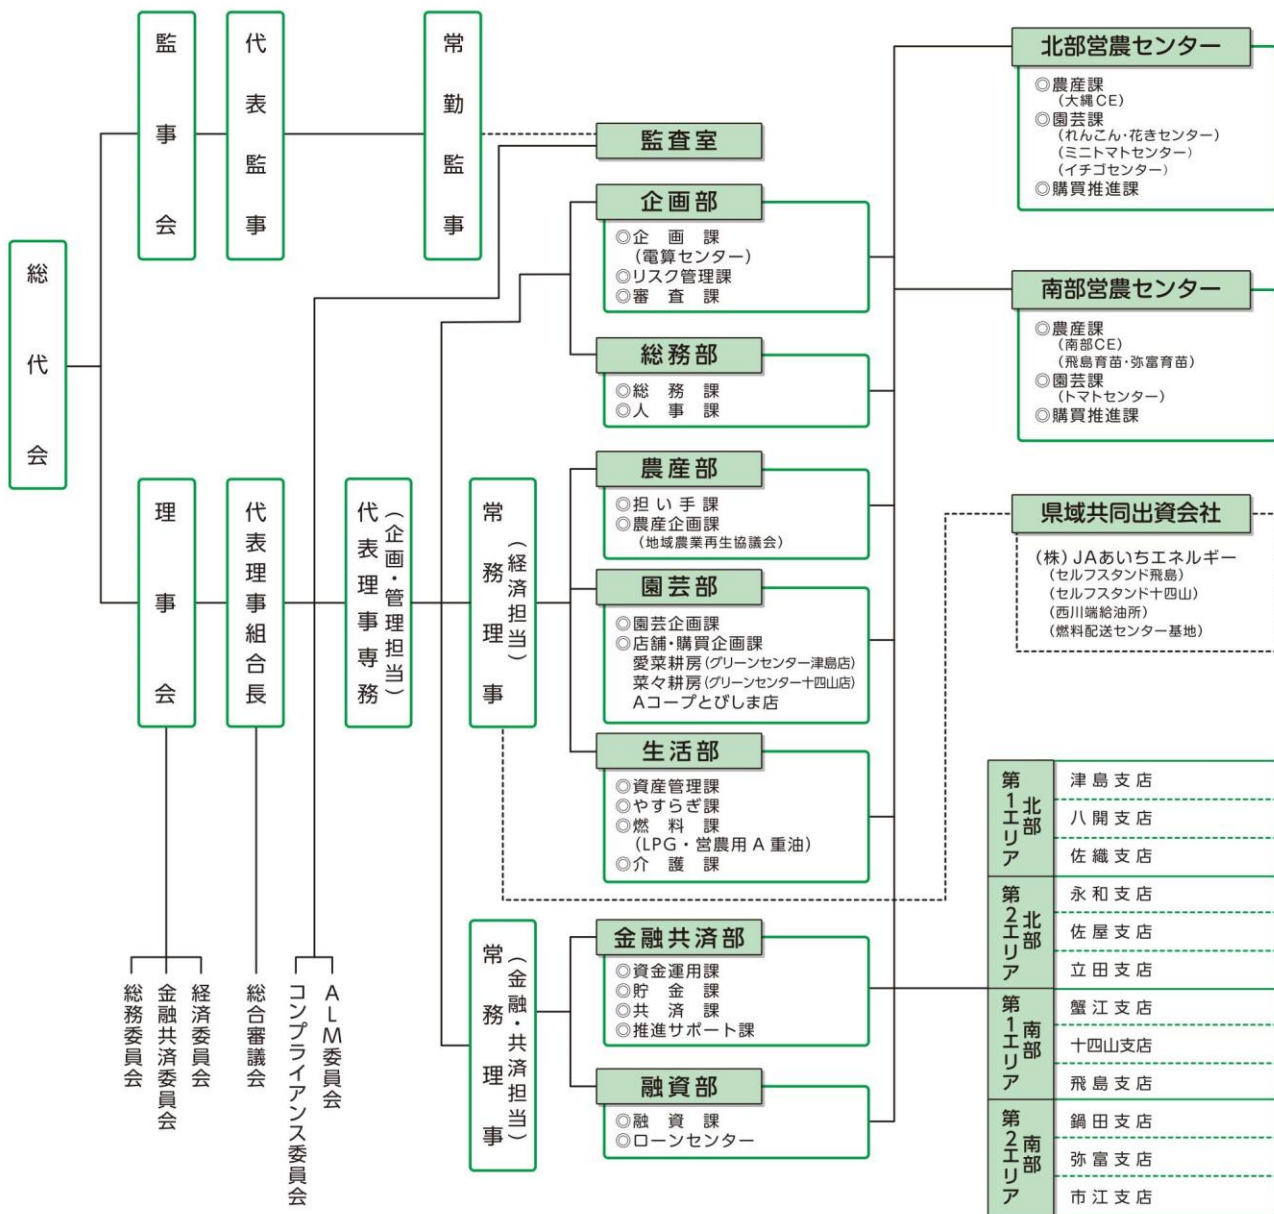 総代会
監事会
代表監事
常勤監事
理事会
代表理事組合長
代表理事専務
(企画・管理担当)
常務理事
(経済担当)
常務理事
(金融・共済担当)
総務委員会
金融共済委員会
経済委員会
総合審議会
コンプライアンス委員会
ALM委員会
監査室
企画部
◎企 画 課
(電算センター)
◎リスク管理課
◎審 査 課
総務部
◎総 務 課
◎人 事 課
農産部
◎担い手課
◎農産企画課
(地域農業再生協議会)
園芸部
◎園芸企画課
◎店舗・購買企画課
愛菜耕房(グリーンセンター津島店)
菜々耕房(グリーンセンター十四山店)
Aコープとびしま店
生活部
◎資産管理課
◎やすらぎ課
◎燃 料 課
(LPG・営農用A重油)
◎介 護 課
金融共済部
◎資金運用課
◎貯 金 課
◎共 済 課
◎推進サポート課
融資部
◎融 資 課
◎ローンセンター
北部営農センター
◎農産課
(大縄CE)
◎園芸課
(れんこん・花きセンター)
(ミニトマトセンター)
(イチゴセンター)
◎購買推進課
南部営農センター
◎農産課
(南部CE)
(飛島育苗・弥富育苗)
◎園芸課
(トマトセンター)
◎購買推進課
県域共同出資会社
(株)JAあいちエネルギー
(セルフスタンド飛島)
(セルフスタンド十四山)
(西川端給油所)
(燃料配送センター基地)
北部
第1エリア
津島支店
八開支店
佐織支店
北部
第2エリア
永和支店
佐屋支店
立田支店
南部
第1エリア
蟹江支店
十四山支店
飛島支店
南部
第2エリア
鍋田支店
弥富支店
市江支店